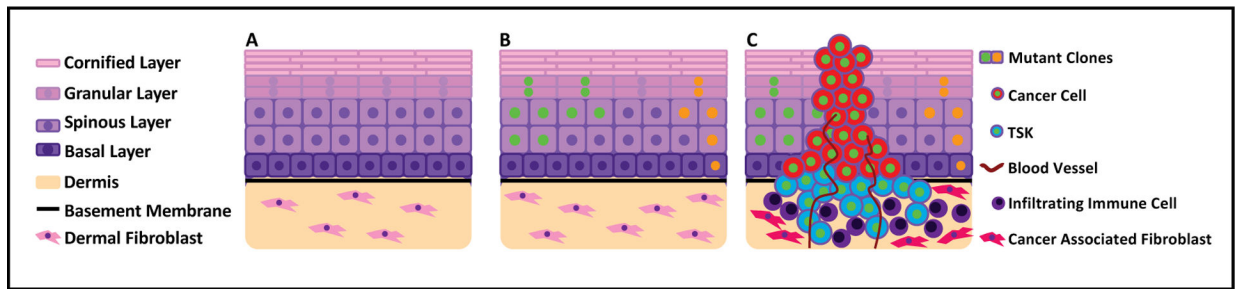 Cornified Layer
Granular Layer
Spinous Layer
Basal Layer
Dermis
Basement Membrane
Dermal Fibroblast
A
B
C
Mutant Clones
Cancer Cell
TSK
Blood Vessel
Infiltrating Immune Cell
Cancer Associated Fibroblast